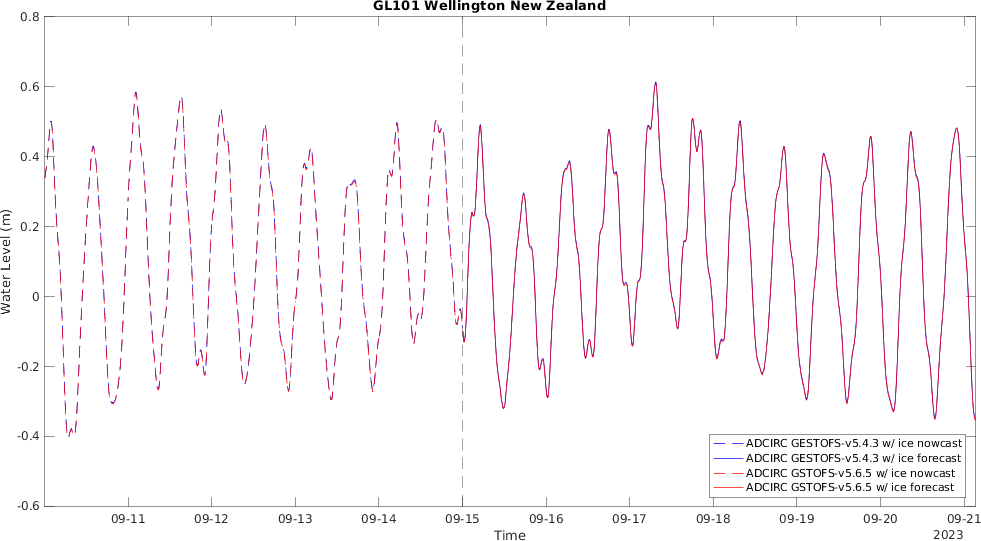 GL101 Wellington New Zealand
0.8
0.6
0.4
0.2
0
-0.2
-0.4
-0.6
Water Level (m)
ADCIRC GESTOFS-v5.4.3 w/ ice nowcast
ADCIRC GESTOFS-v5.4.3 w/ ice forecast
ADCIRC GSTOFS-v5.6.5 w/ ice nowcast
ADCIRC GSTOFS-v5.6.5 w/ ice forecast
09-11 09-12 09-13 09-14 09-15 09-16 09-17 09-18 09-19 09-20 09-21
Time
2023